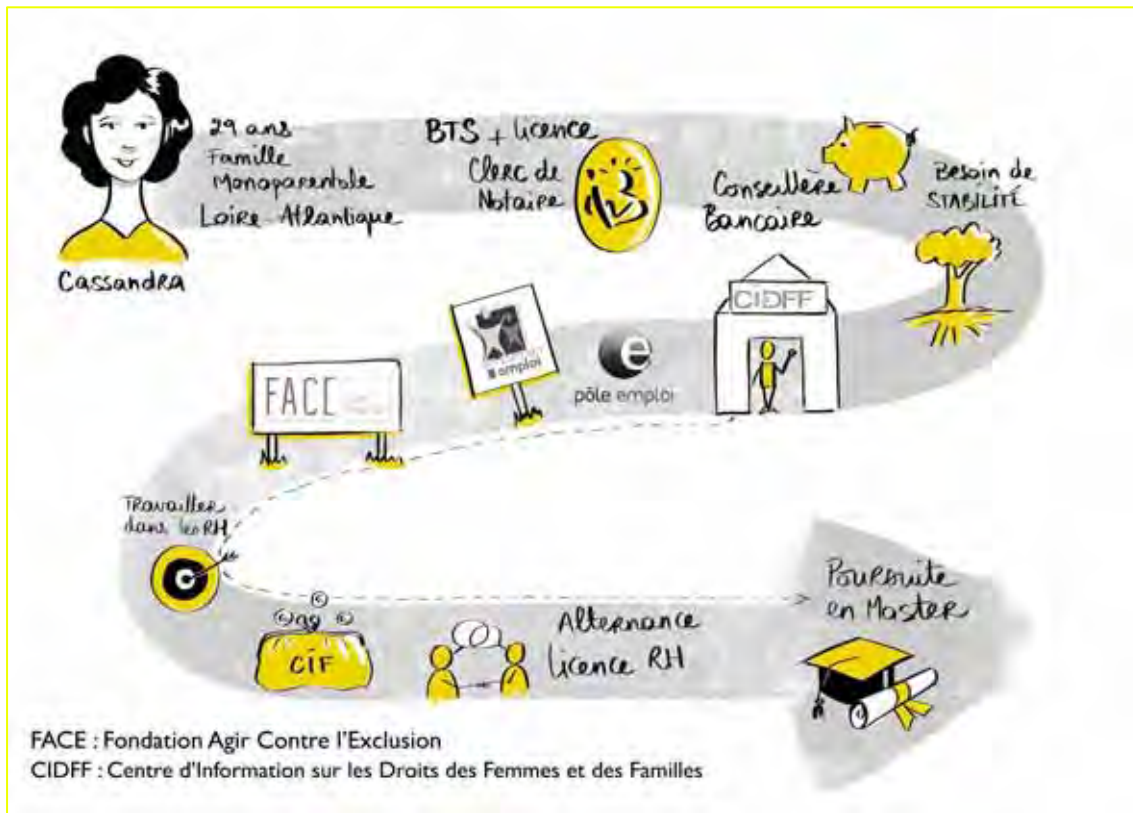 29 ans
Famille
Monoparentale
Loire Atlantique
Cassandra
BTS + licence
Clerc de
Notaire
Conseillère
Bancaire
Besoin de
STABILITÉ
CIDFF
pôle emploi
emploi
FACE
Travailler
dans les RH
CIF
Alternance
licence RH
Poursuite
en Master
FACE : Fondation Agir Contre l'Exclusion
CIDFF : Centre d'Information sur les Droits des Femmes et des Familles